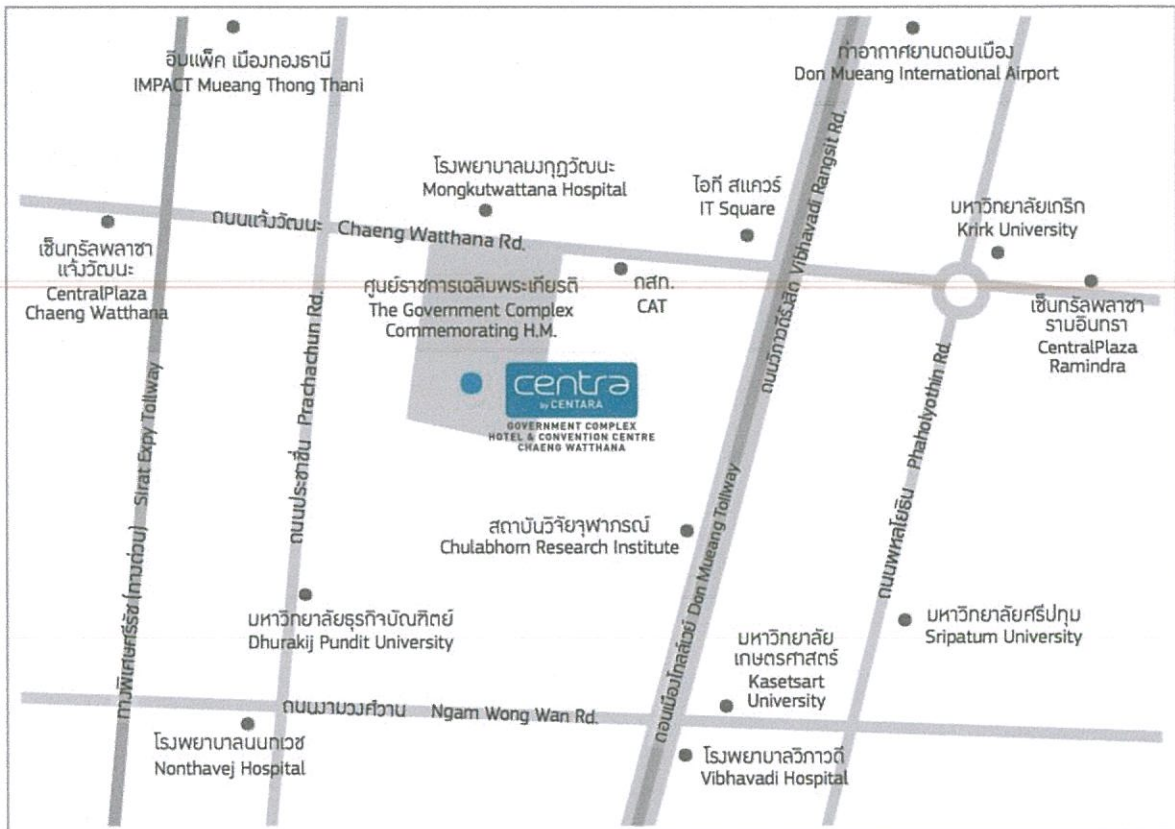 อิมแพ็ค เมืองทองธานี
IMPACT Mueang Thong Thani
ท่าอากาศยานดอนเมือง
Don Mueang International Airport
โรงพยาบาลมงกุฎวัฒนะ
Mongkutwattana Hospital
ไอที สแควร์
IT Square
มหาวิทยาลัยเกริก
Krirk University
ถนนแจ้งวัฒนะ Chaeng Watthana Rd.
เซ็นทรัลพลาซา
แจ้งวัฒนะ
CentralPlaza
Chaeng Watthana
ศูนย์ราชการเฉลิมพระเกียรติ
The Government Complex
Commemorating H.M.
กสท.
CAT
เซ็นทรัลพลาซา
รามอินทรา
CentralPlaza
Ramindra
centra
by CENTARA
GOVERNMENT COMPLEX
HOTEL & CONVENTION CENTRE
CHAENG WATTHANA
ทางพิเศษศรีรัช (ทางด่วน) Sirat Expy Tollway
ถนนประชาชื่น Prachachun Rd.
ถนนวิภาวดีรังสิต Vibhavadi Rangsit Rd.
ดอนเมืองโทลล์เวย์ Don Mueang Tollway
ถนนพหลโยธิน Phaholyothin Rd.
สถาบันวิจัยจุฬาภรณ์
Chulabhorn Research Institute
มหาวิทยาลัยธุรกิจบัณฑิตย์
Dhurakij Pundit University
มหาวิทยาลัย
เกษตรศาสตร์
Kasetsart
University
มหาวิทยาลัยศรีปทุม
Sripatum University
ถนนงามวงศ์วาน Ngam Wong Wan Rd.
โรงพยาบาลนนทเวช
Nonthavej Hospital
โรงพยาบาลวิภาวดี
Vibhavadi Hospital